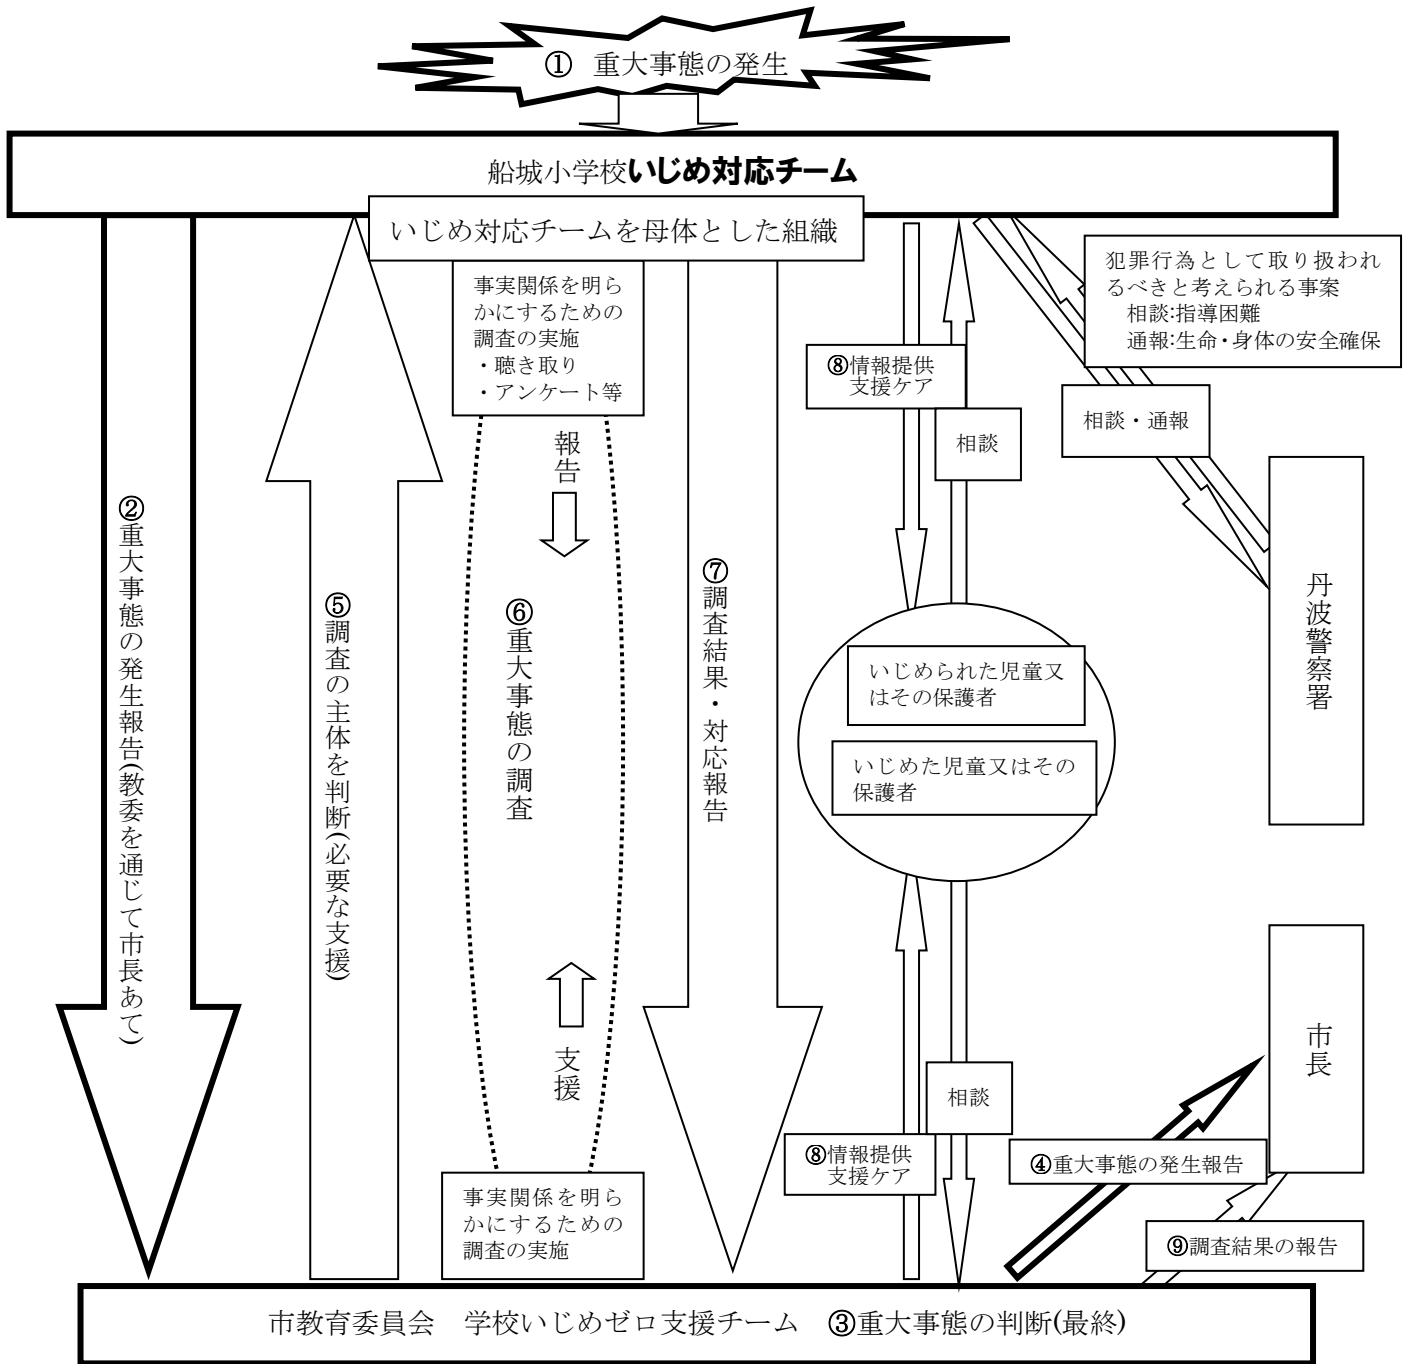 ① 重大事態の発生
船城小学校いじめ対応チーム
いじめ対応チームを母体とした組織
事実関係を明ら
かにするための
調査の実施
・聴き取り
・アンケート等
犯罪行為として取り扱われ
るべきと考えられる事案
相談:指導困難
通報:生命・身体の安全確保
⑧情報提供
支援ケア
相談
相談・通報
報告
②重大事態の発生報告(教委を通じて市長あて)
⑤調査の主体を判断(必要な支援)
⑥重大事態の調査
⑦調査結果・対応報告
丹波警察署
いじめられた児童又
はその保護者
いじめた児童又はその
保護者
市長
支援
相談
⑧情報提供
支援ケア
④重大事態の発生報告
事実関係を明ら
かにするための
調査の実施
⑨調査結果の報告
市教育委員会 学校いじめゼロ支援チーム ③重大事態の判断(最終)